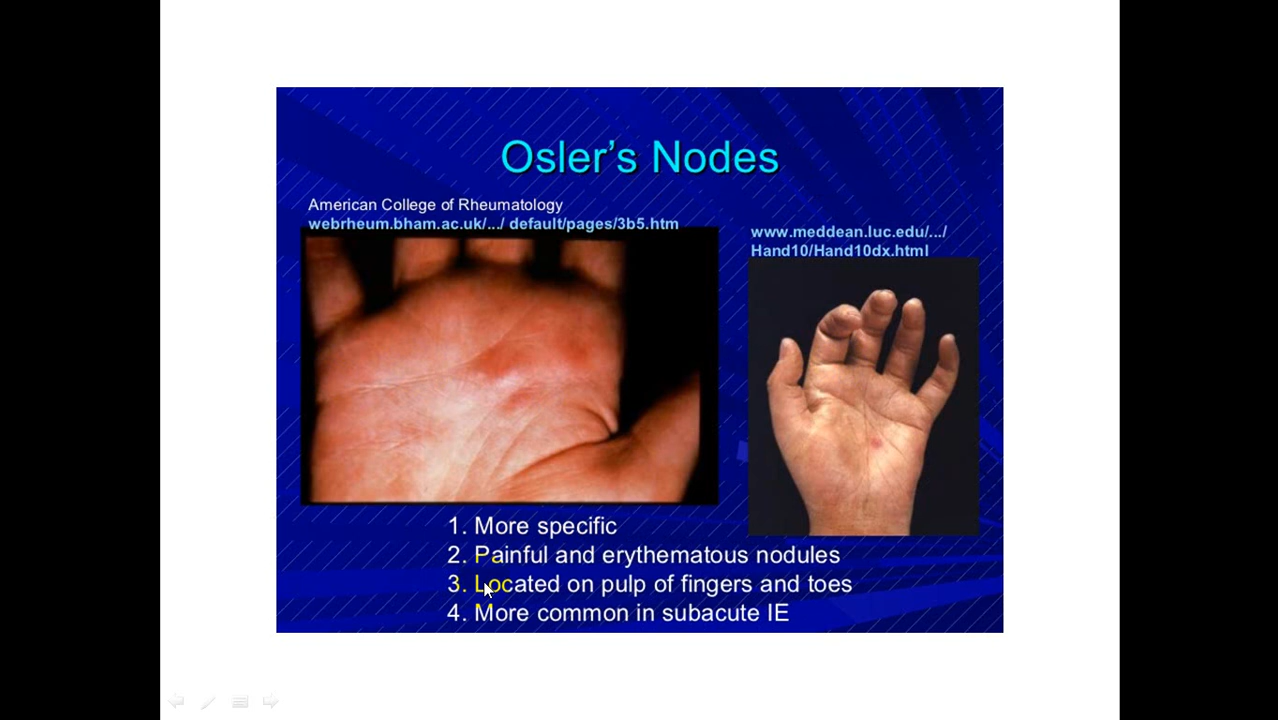 Osler's Nodes
American College of Rheumatology
webrheum.bham.ac.uk/.../ default/pages/3b5.htm
www.meddean.luc.edu/.../
Hand10/Hand10dx.html
1. More specific
2. Painful and erythematous nodules
3. Located on pulp of fingers and toes
4. More common in subacute IE